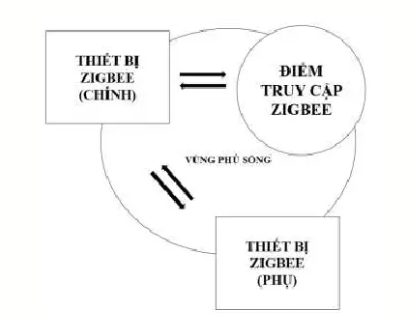 THIẾT BỊ
ZIGBEE
(CHÍNH)
ĐIỂM
TRUY CẬP
ZIGBEE
VÙNG PHỦ SÓNG
THIẾT BỊ
ZIGBEE
(PHỤ)